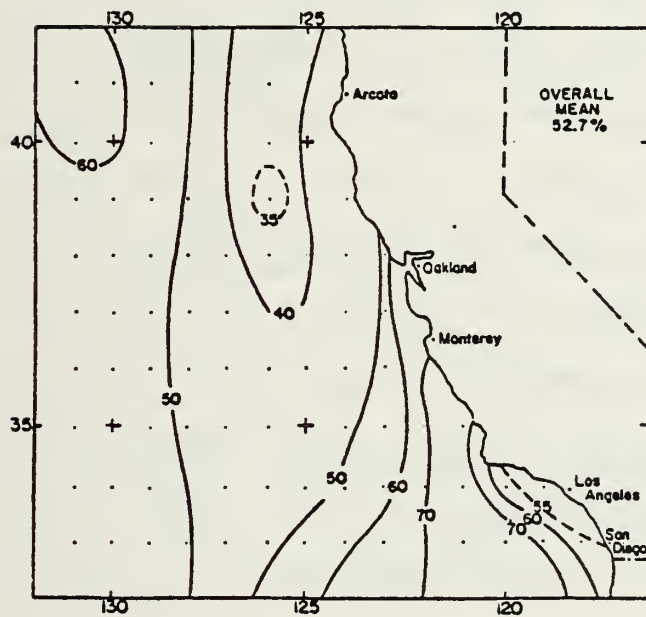 130 125 120
Arcata
OVERALL
MEAN
52.7%
40
60
35
Oakland
40
Monterey
50
35
50
60
70
55
60
70
Los
Angeles
San
Diego
130 125 120